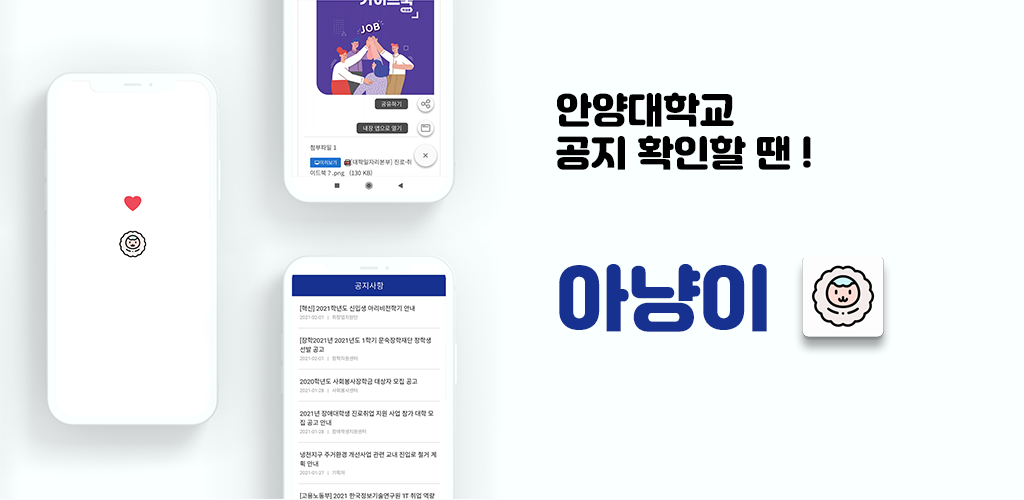 가이드북
JOB
공유하기
내장 앱으로 열기
첨부파일 1
미리보기 [대학일자리본부] 진로·취
이드북 7 .png (130 KB)
공지사항
[혁신] 2021학년도 신입생 아리비전학기 안내
2021-02-01 |
[장학2021년 2021년도 1학기 문숙장학재단 장학생
선발 공고
2021-02-01 | 장학지원센터
2020학년도 사회봉사장학금 대상자 모집 공고
2021-01-28 | 사회봉사센터
2021년 장애대학생 진로취업 지원 사업 참가 대학 모
집 공고 안내
2021-01-28 | 장애학생지원센터
냉천지구 주거환경 개선사업 관련 교내 진입로 철거 계
획 안내
2021-01-27 | 기획처
[고용노동부] 2021 한국정보기술연구원 'IT 취업 역량
안양대학교
공지 확인할 땐 !
아냥이